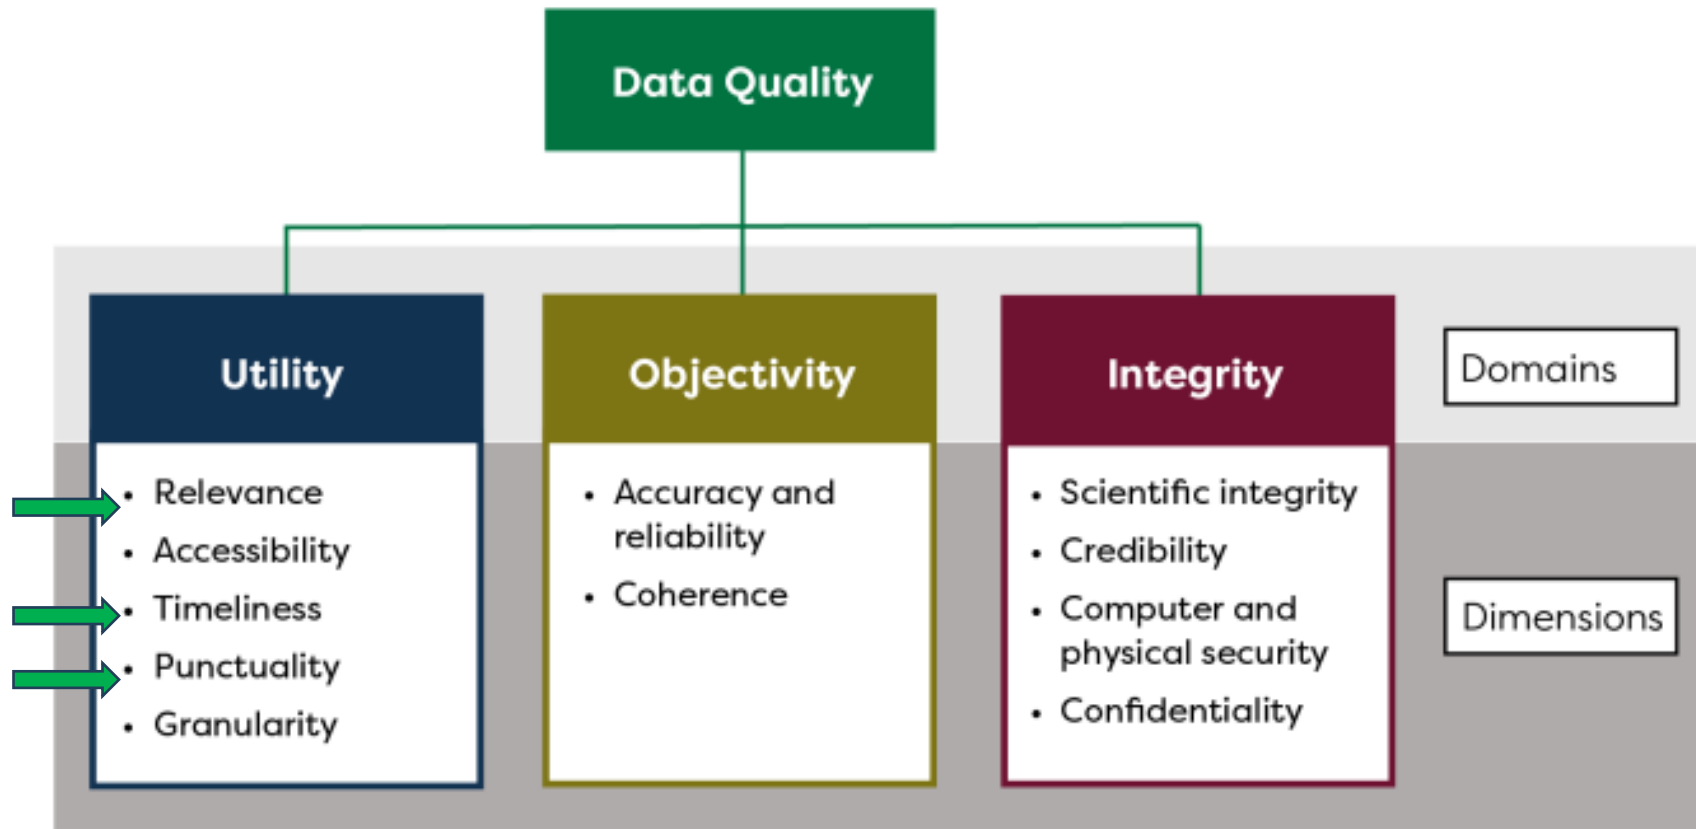 Data Quality
Utility
Objectivity
Integrity
Domains
• Relevance
• Accessibility
• Timeliness
• Punctuality
• Granularity
• Accuracy and
reliability
• Coherence
• Scientific integrity
• Credibility
• Computer and
physical security
• Confidentiality
Dimensions